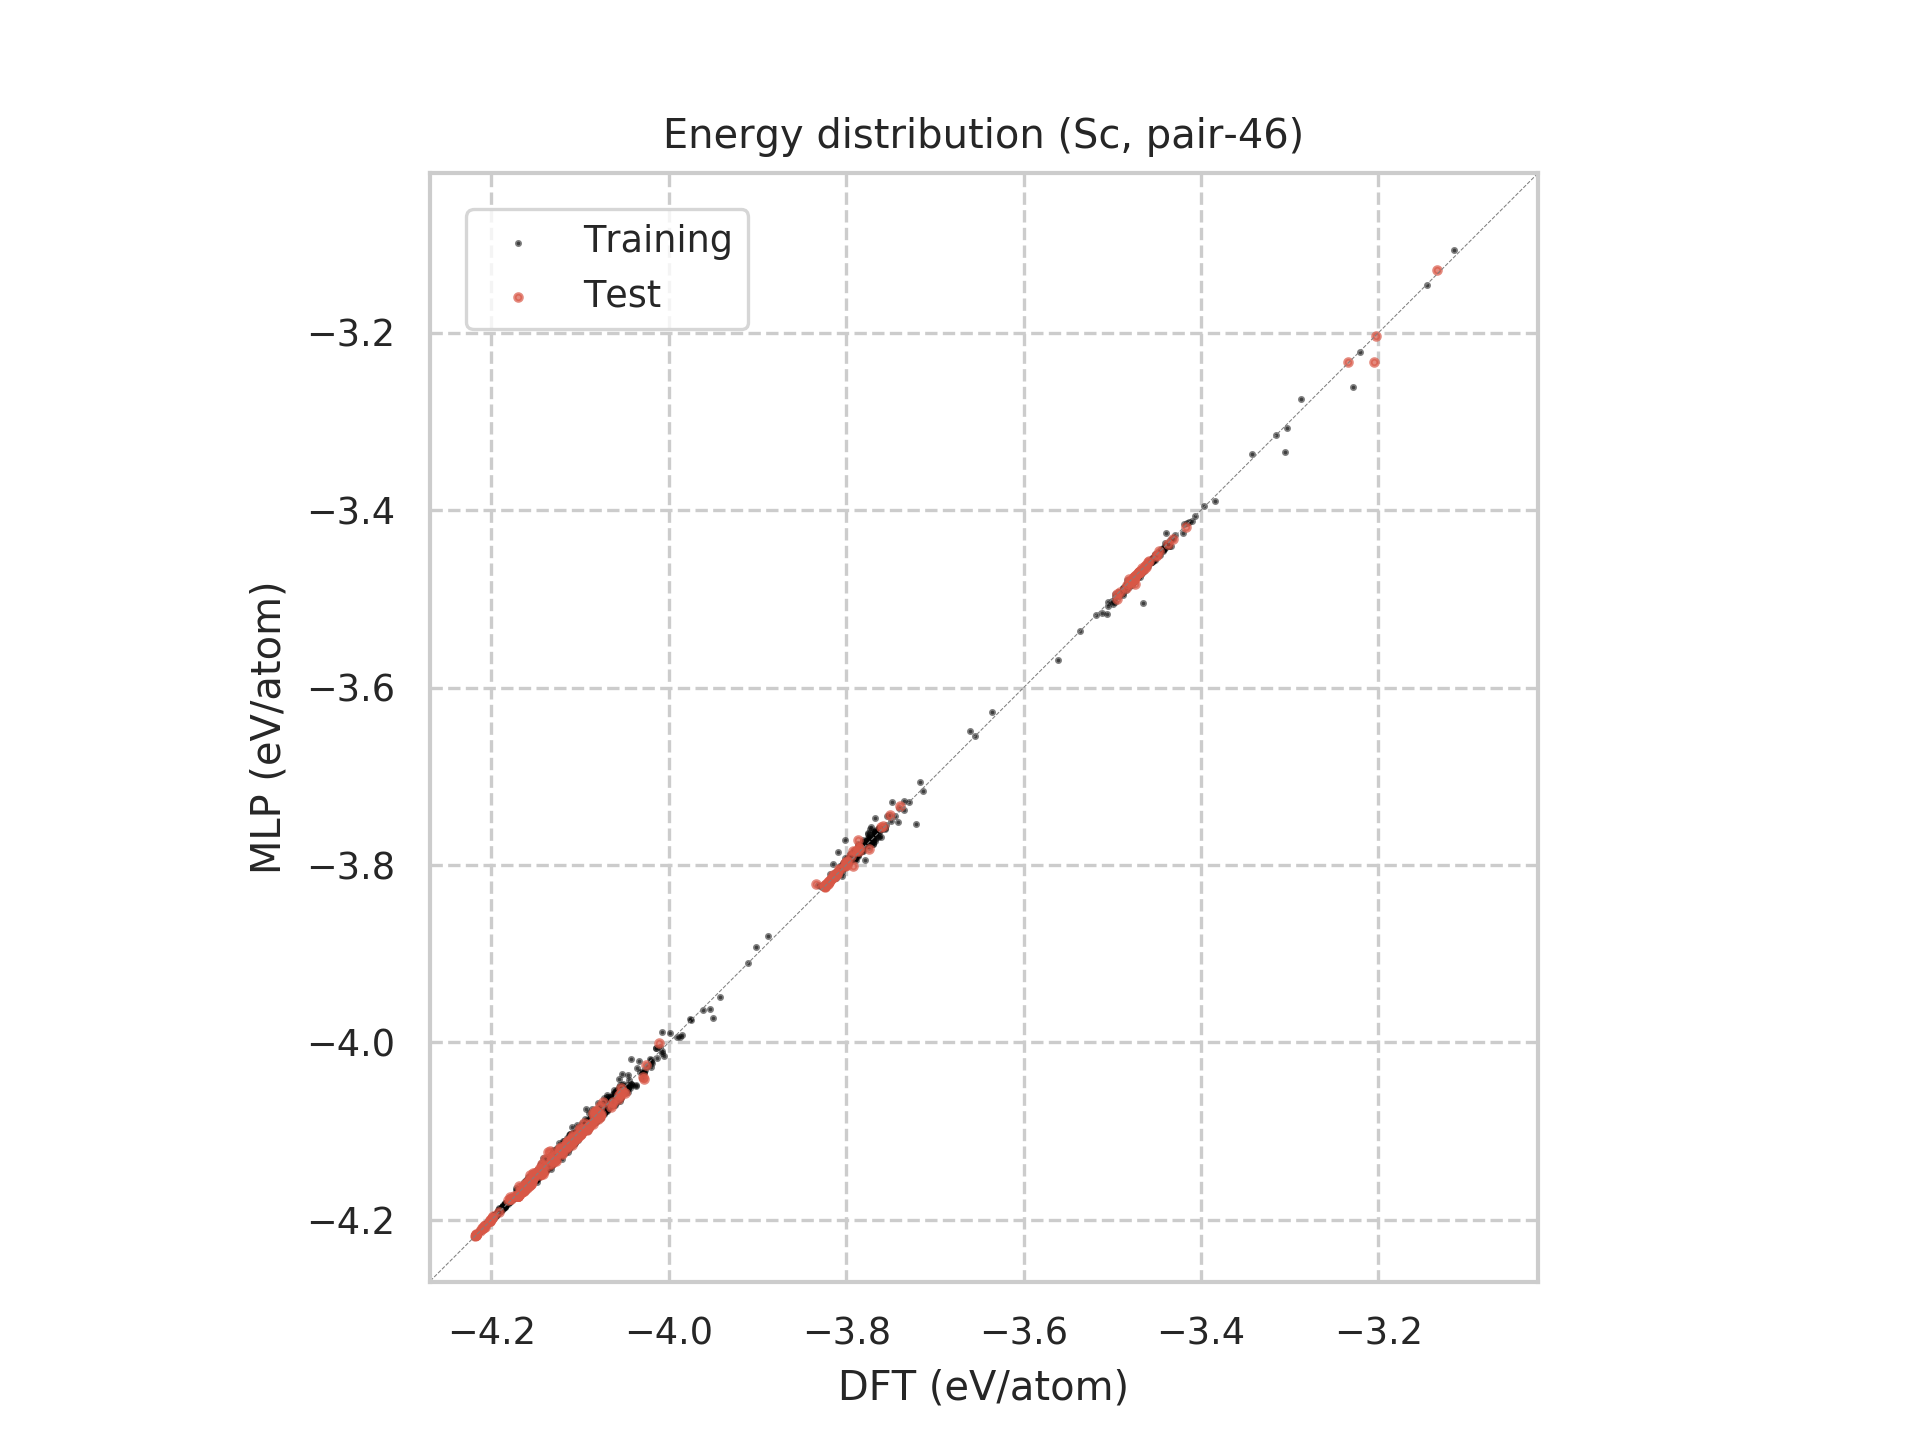 Energy distribution (Sc, pair-46)
Training
Test
−3.2
−3.4
−3.6
−3.8
−4.0
−4.2
MLP (eV/atom)
−4.2 −4.0 −3.8 −3.6 −3.4 −3.2
DFT (eV/atom)